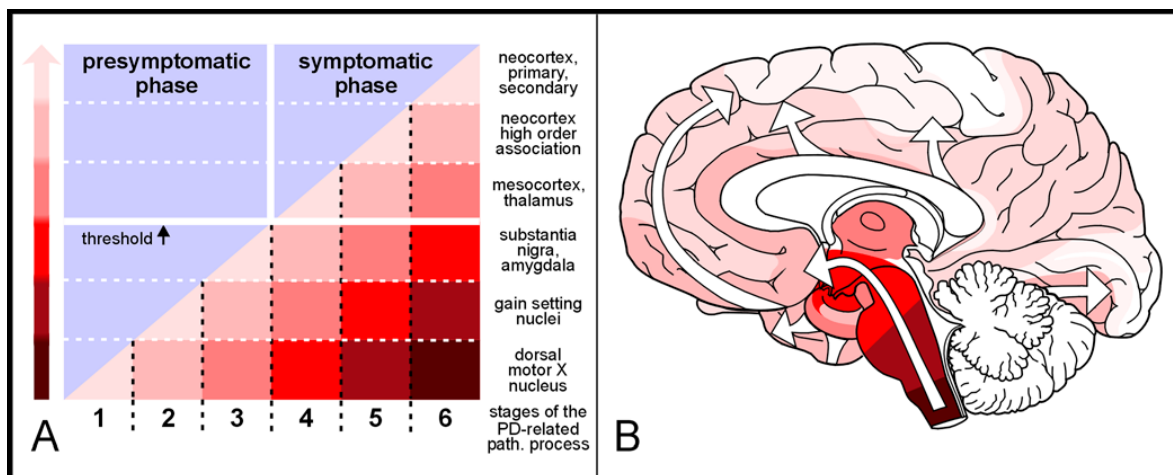 presymptomatic
phase
symptomatic
phase
neocortex,
primary,
secondary
neocortex
high order
association
mesocortex,
thalamus
threshold
substantia
nigra,
amygdala
gain setting
nuclei
dorsal
motor X
nucleus
1 2 3 4 5 6
stages of the
PD-related
path. process
A
B